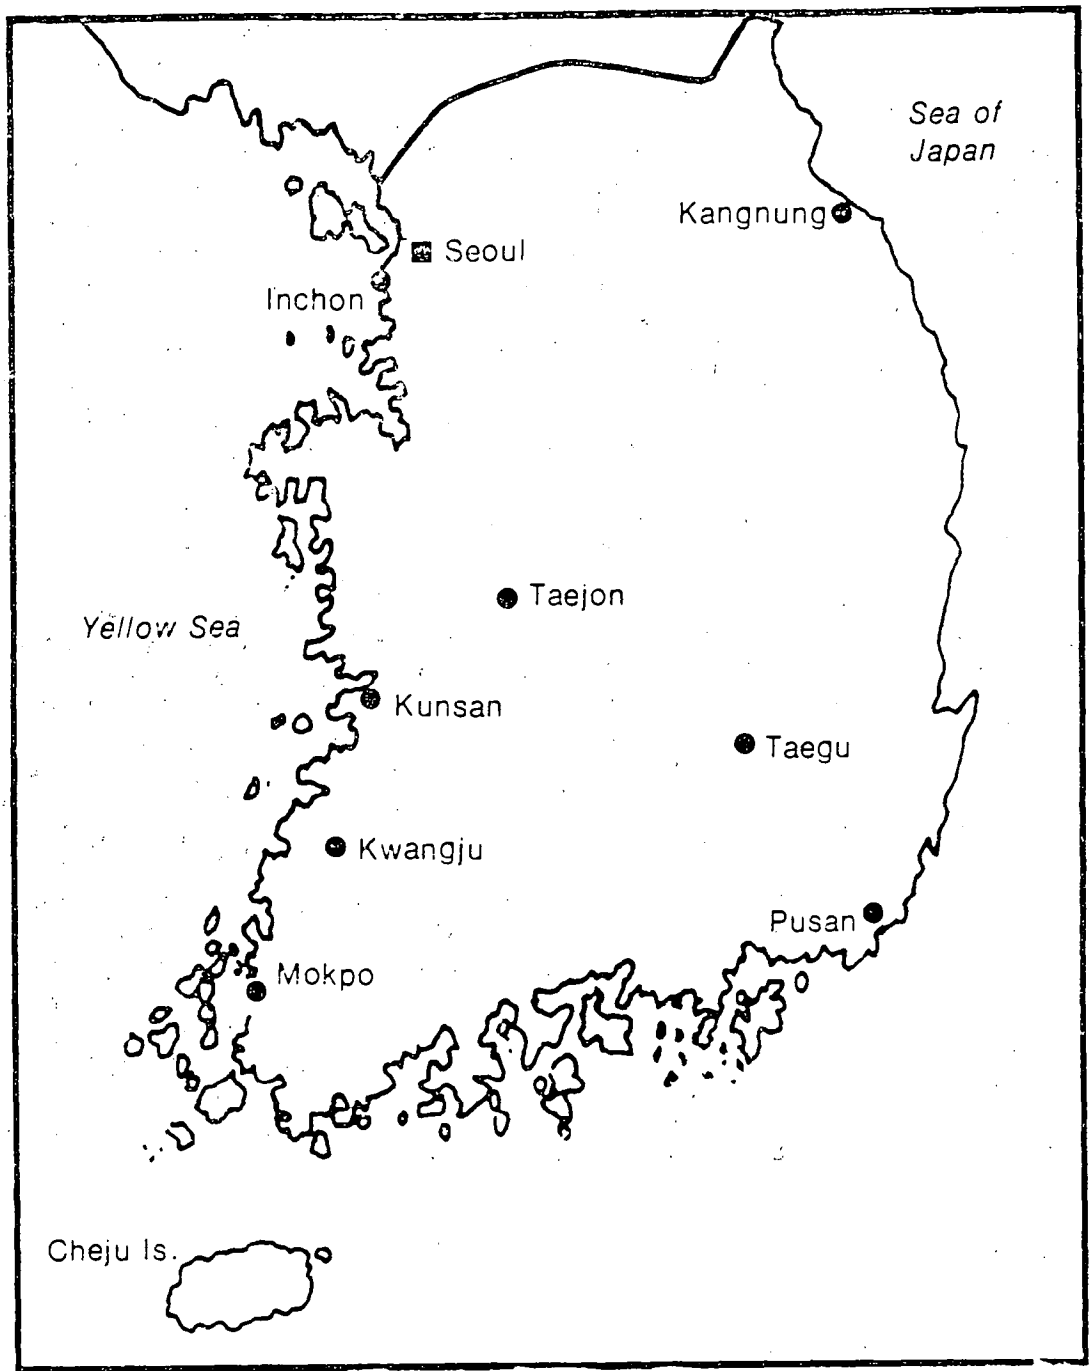 Sea of
Japan
Kangnung
Seoul
Inchon
Taejon
Yellow Sea
Kunsan
Taegu
Kwangju
Pusan
Mokpo
Cheju Is.